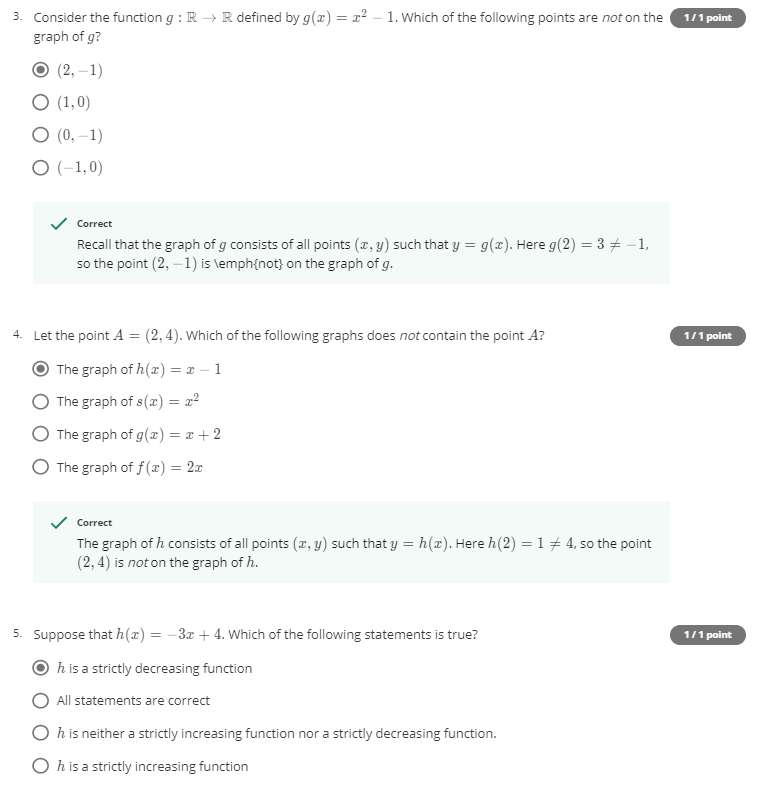 3. Consider the function g : ℝ → ℝ defined by g(x) = x² − 1. Which of the following points are not on the 1 / 1 point
graph of g?
(2, −1)
(1, 0)
(0, −1)
(−1, 0)
Correct
Recall that the graph of g consists of all points (x, y) such that y = g(x). Here g(2) = 3 ≠ −1,
so the point (2, −1) is \emph{not} on the graph of g.
4. Let the point A = (2, 4). Which of the following graphs does not contain the point A? 1 / 1 point
The graph of h(x) = x − 1
The graph of s(x) = x²
The graph of g(x) = x + 2
The graph of f(x) = 2x
Correct
The graph of h consists of all points (x, y) such that y = h(x). Here h(2) = 1 ≠ 4, so the point
(2, 4) is not on the graph of h.
5. Suppose that h(x) = −3x + 4. Which of the following statements is true? 1 / 1 point
h is a strictly decreasing function
All statements are correct
h is neither a strictly increasing function nor a strictly decreasing function.
h is a strictly increasing function